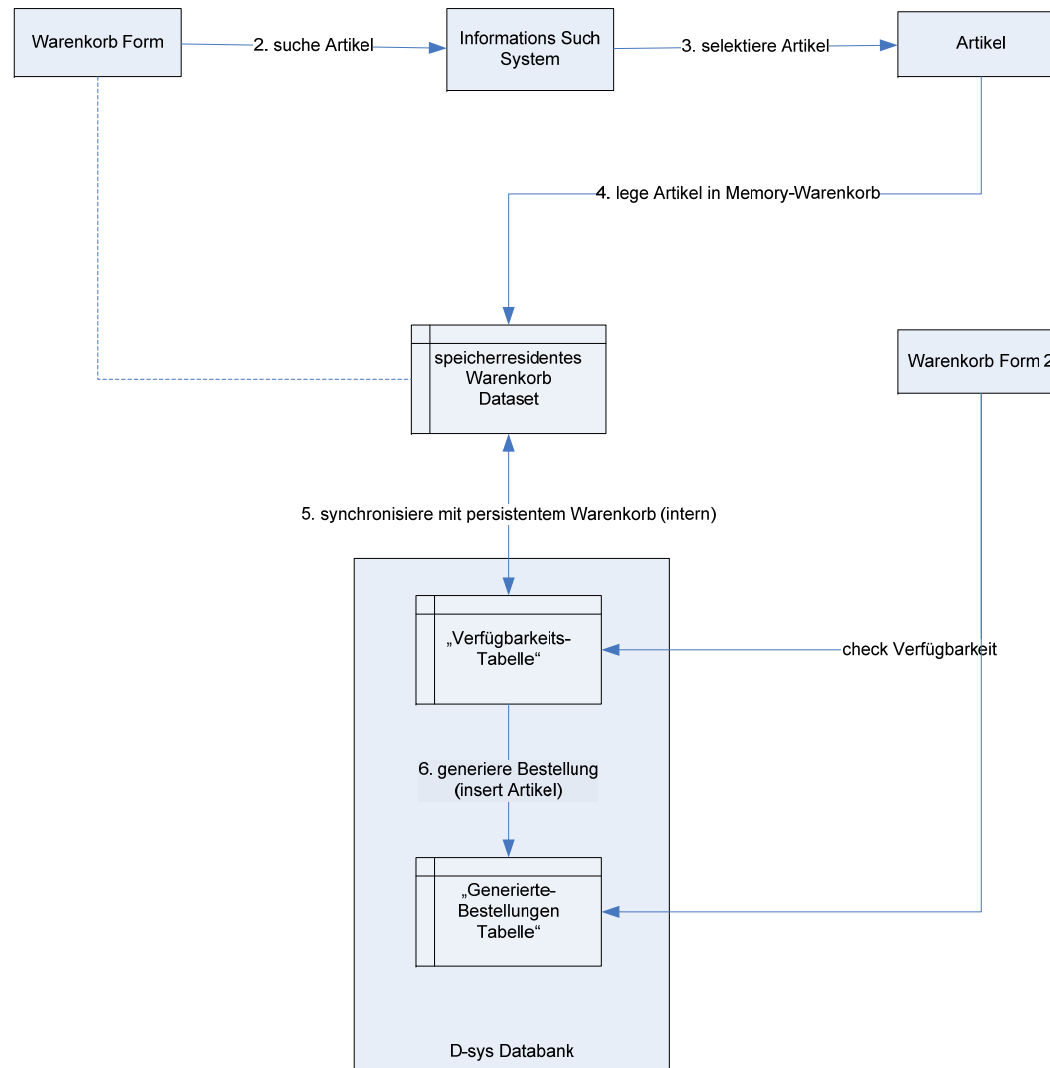 Warenkorb Form
2. suche Artikel
Informations Such
System
3. selektiere Artikel
Artikel
4. lege Artikel in Memory-Warenkorb
speicherresidentes
Warenkorb
Dataset
Warenkorb Form 2
5. synchronisiere mit persistentem Warenkorb (intern)
„Verfügbarkeits-
Tabelle“
check Verfügbarkeit
6. generiere Bestellung
(insert Artikel)
„Generierte-
Bestellungen
Tabelle“
D-sys Databank